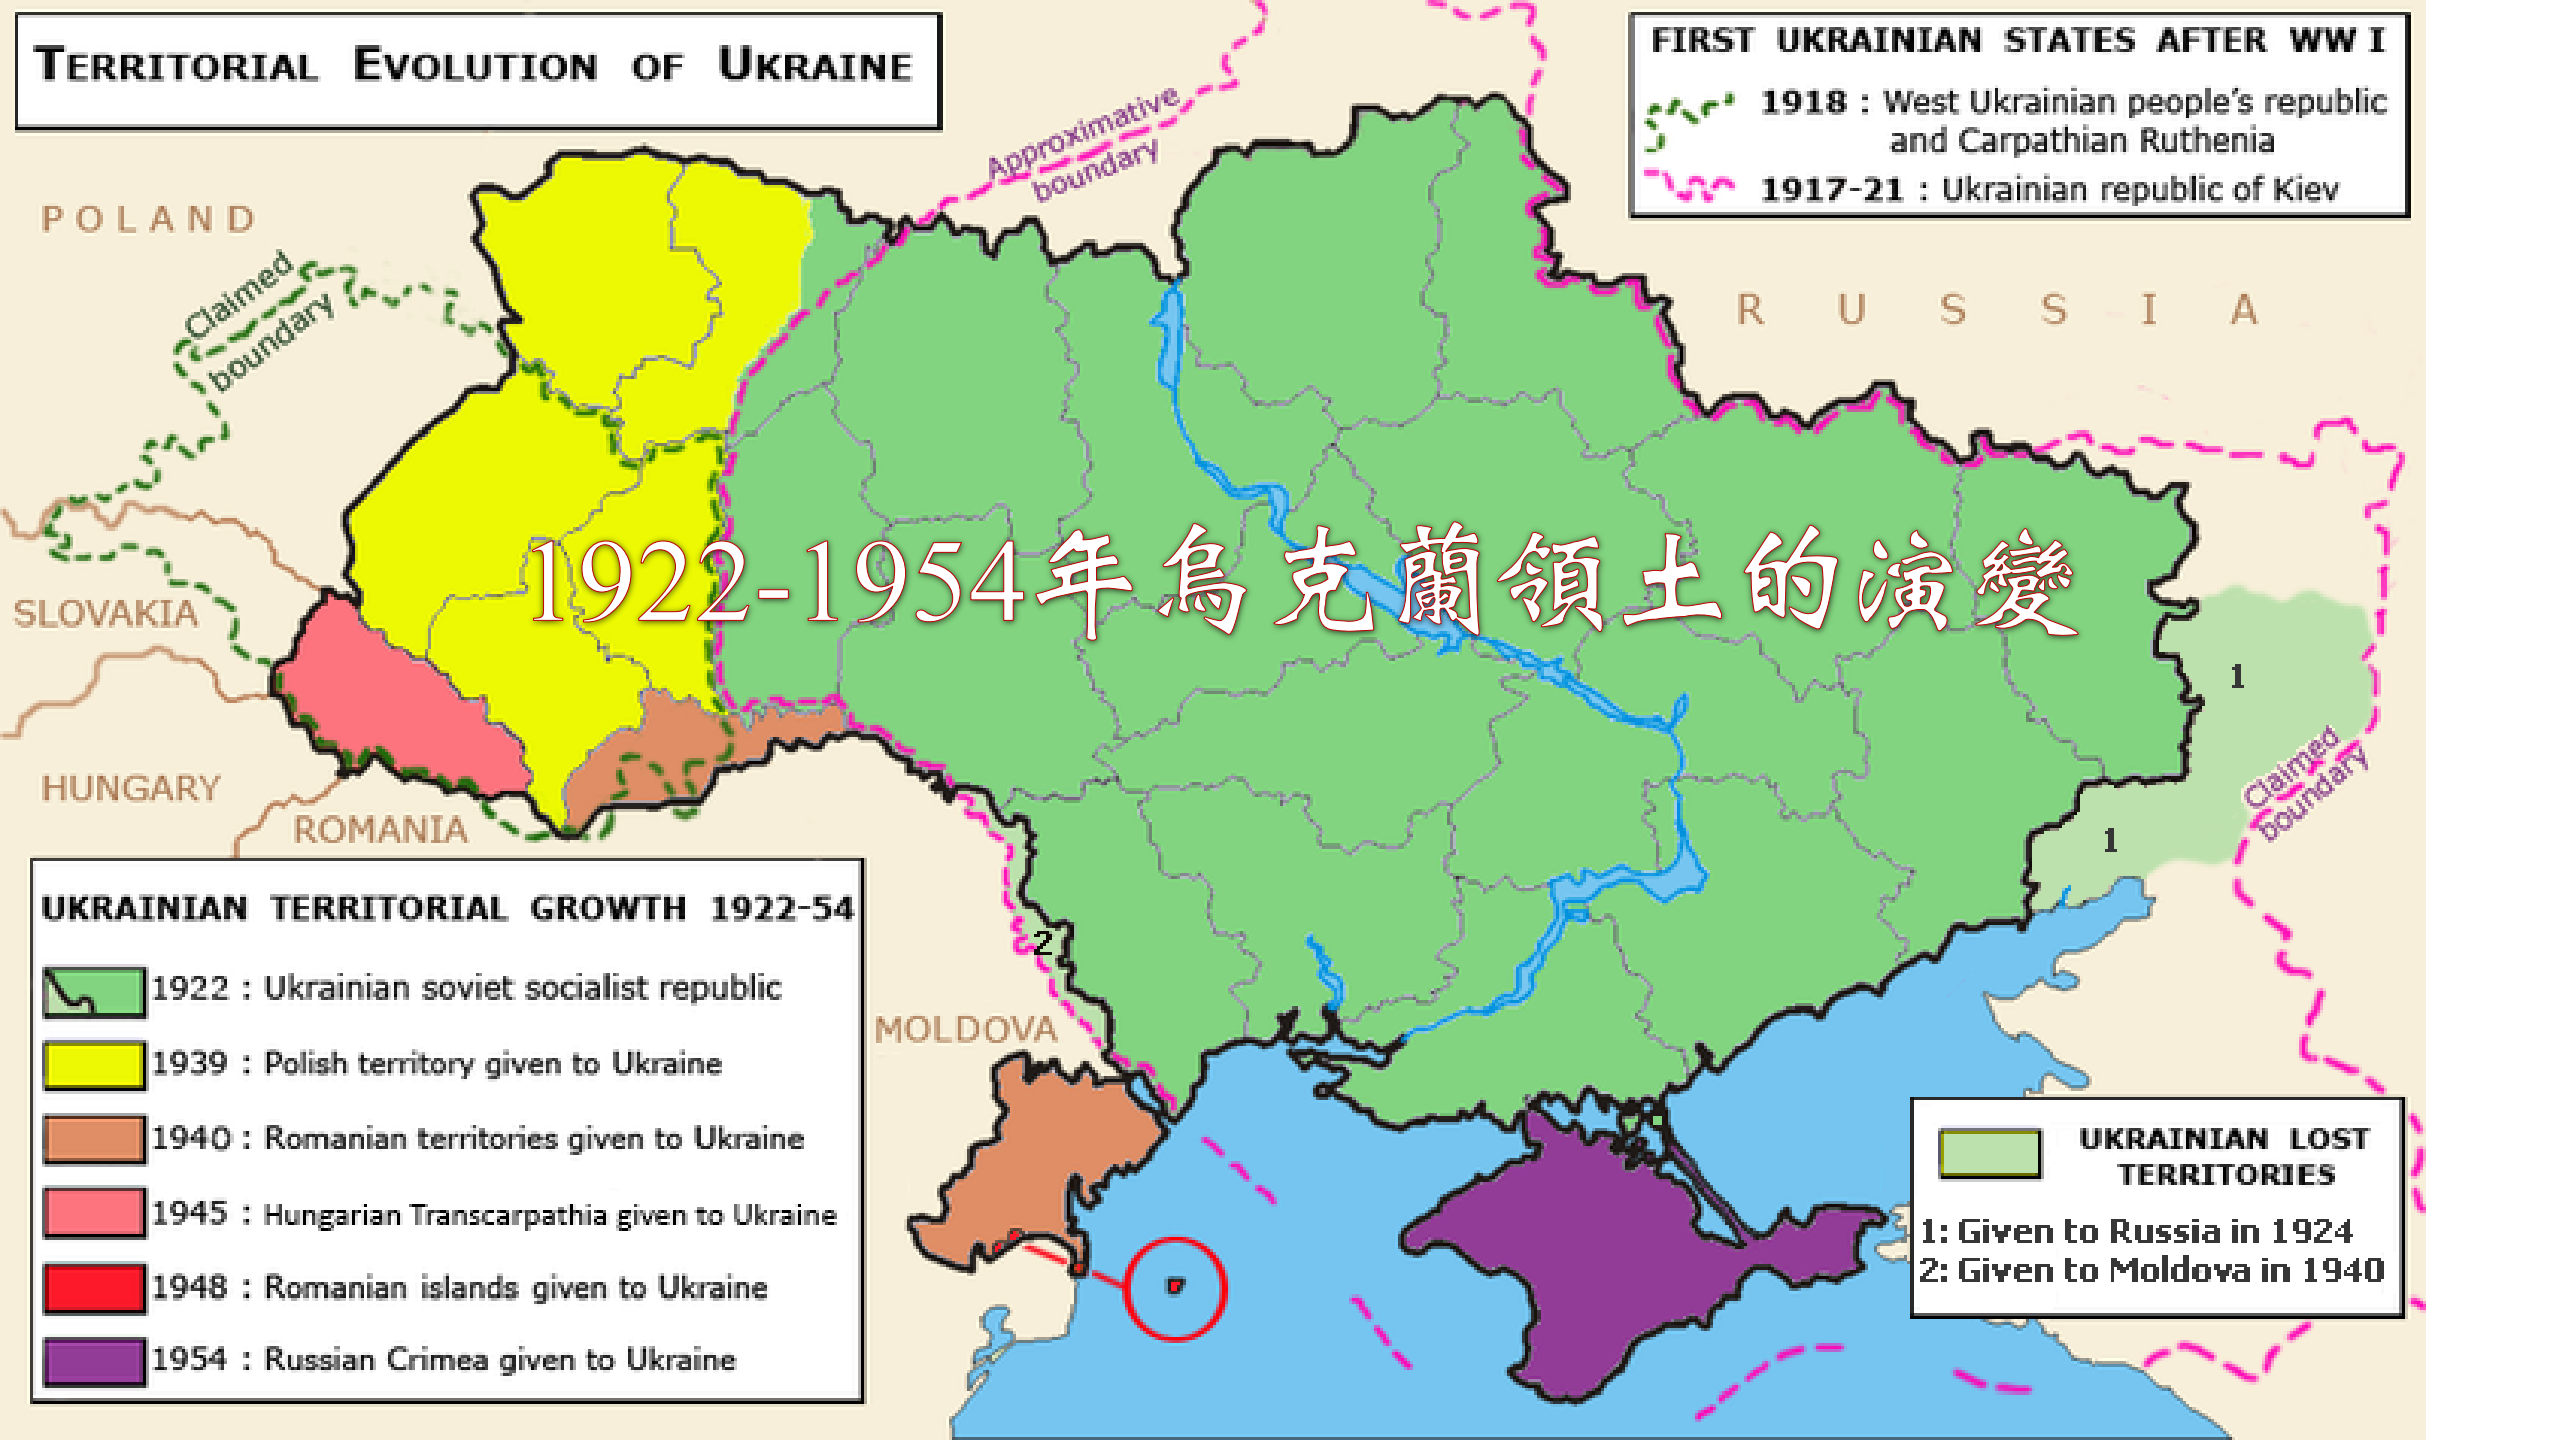 TERRITORIAL EVOLUTION OF UKRAINE
FIRST UKRAINIAN STATES AFTER WW I
1918 : West Ukrainian people's republic
and Carpathian Ruthenia
1917-21 : Ukrainian republic of Kiev
Approximative
boundary
POLAND
Claimed
boundary
RUSSIA
1922-1954年烏克蘭領土的演變
SLOVAKIA
1
HUNGARY
ROMANIA
Claimed
boundary
1
2
MOLDOVA
UKRAINIAN TERRITORIAL GROWTH 1922-54
1922 : Ukrainian soviet socialist republic
1939 : Polish territory given to Ukraine
1940 : Romanian territories given to Ukraine
1945 : Hungarian Transcarpathia given to Ukraine
1948 : Romanian islands given to Ukraine
1954 : Russian Crimea given to Ukraine
UKRAINIAN LOST
TERRITORIES
1: Given to Russia in 1924
2: Given to Moldova in 1940